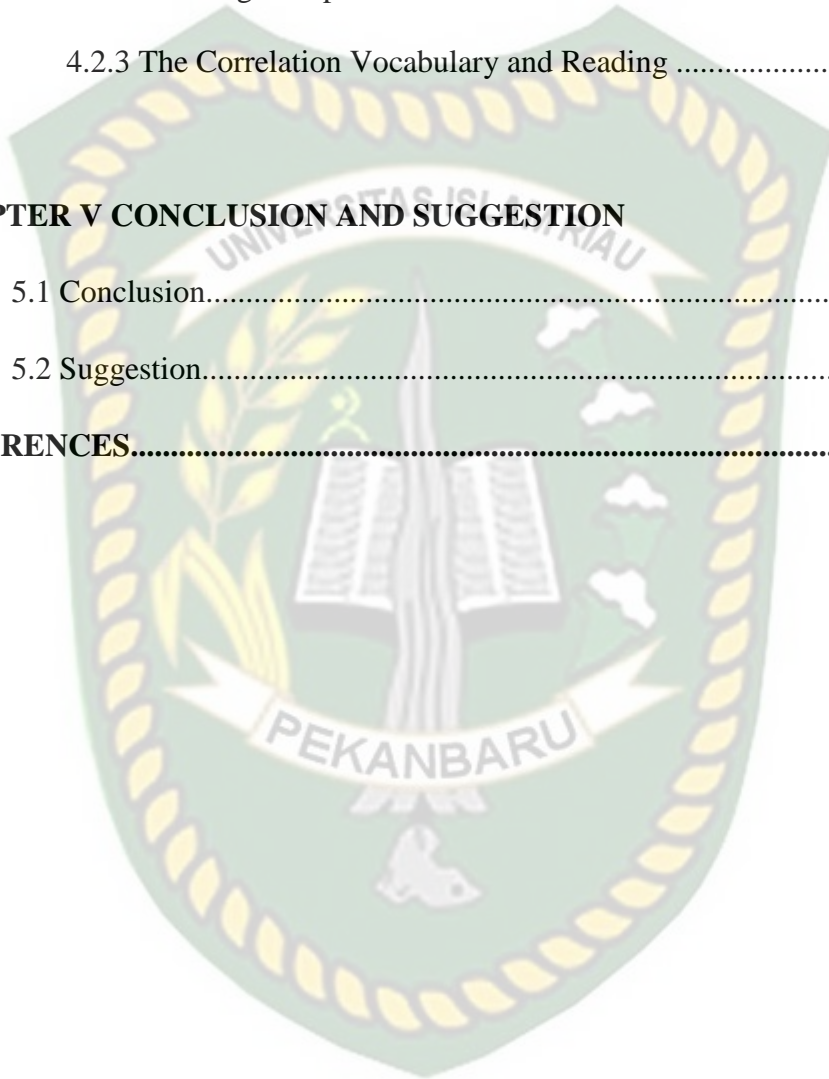 4.2.3 The Correlation Vocabulary and Reading ...................
UNIVERSITAS ISLAM RIAU
PTER V CONCLUSION AND SUGGESTION
5.1 Conclusion..............................................................................
5.2 Suggestion..............................................................................
RENCES.......................................................................................
PEKANBARU